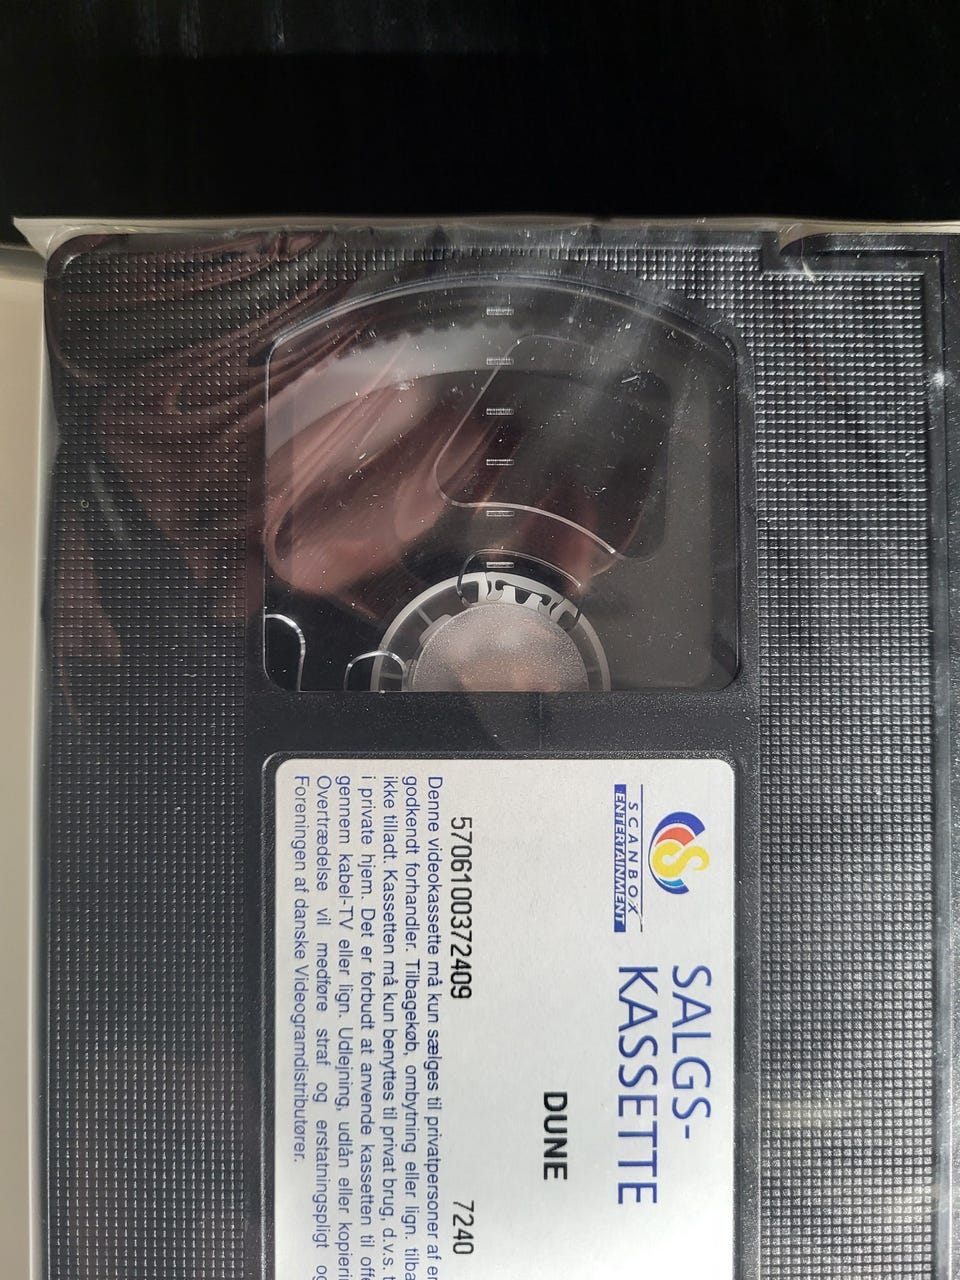 SCANBOX
ENTERTAINMENT
SALGS-
KASSETTE
DUNE
5706100372409 7240
Denne videokassette må kun sælges til privatpersoner af
godkendt forhandler. Tilbagekøb, ombytning eller lign.
ikke tilladt. Kassetten må kun benyttes til privat brug, d.v.s.
i private hjem. Det er forbudt at anvende kassetten til
gennem kabel-TV eller lign. Udlejning, udlån eller
Overtrædelse vil medføre straf og erstatningspligt
Foreningen af danske Videogramdistributører.